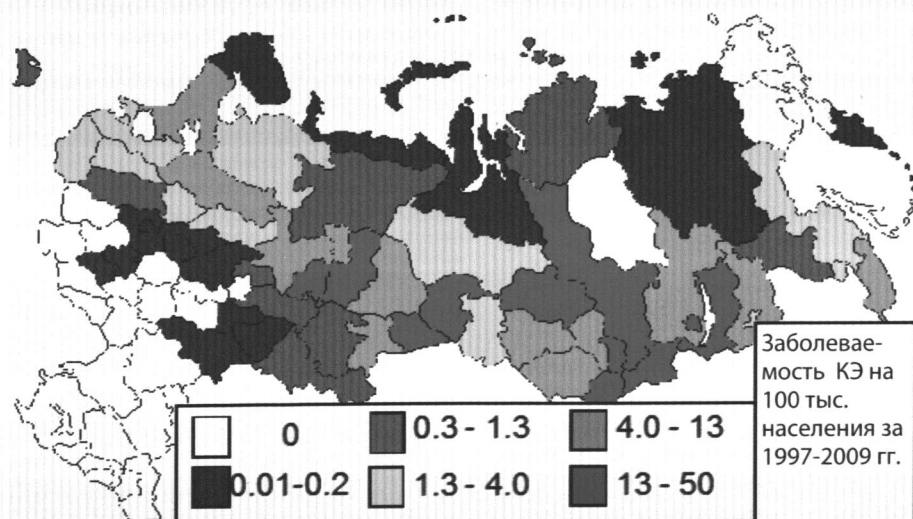 Заболевае-
мость КЭ на
100 тыс.
населения за
1997-2009 гг.
0
0.3 - 1.3
4.0 - 13
0.01-0.2
1.3 - 4.0
13 - 50